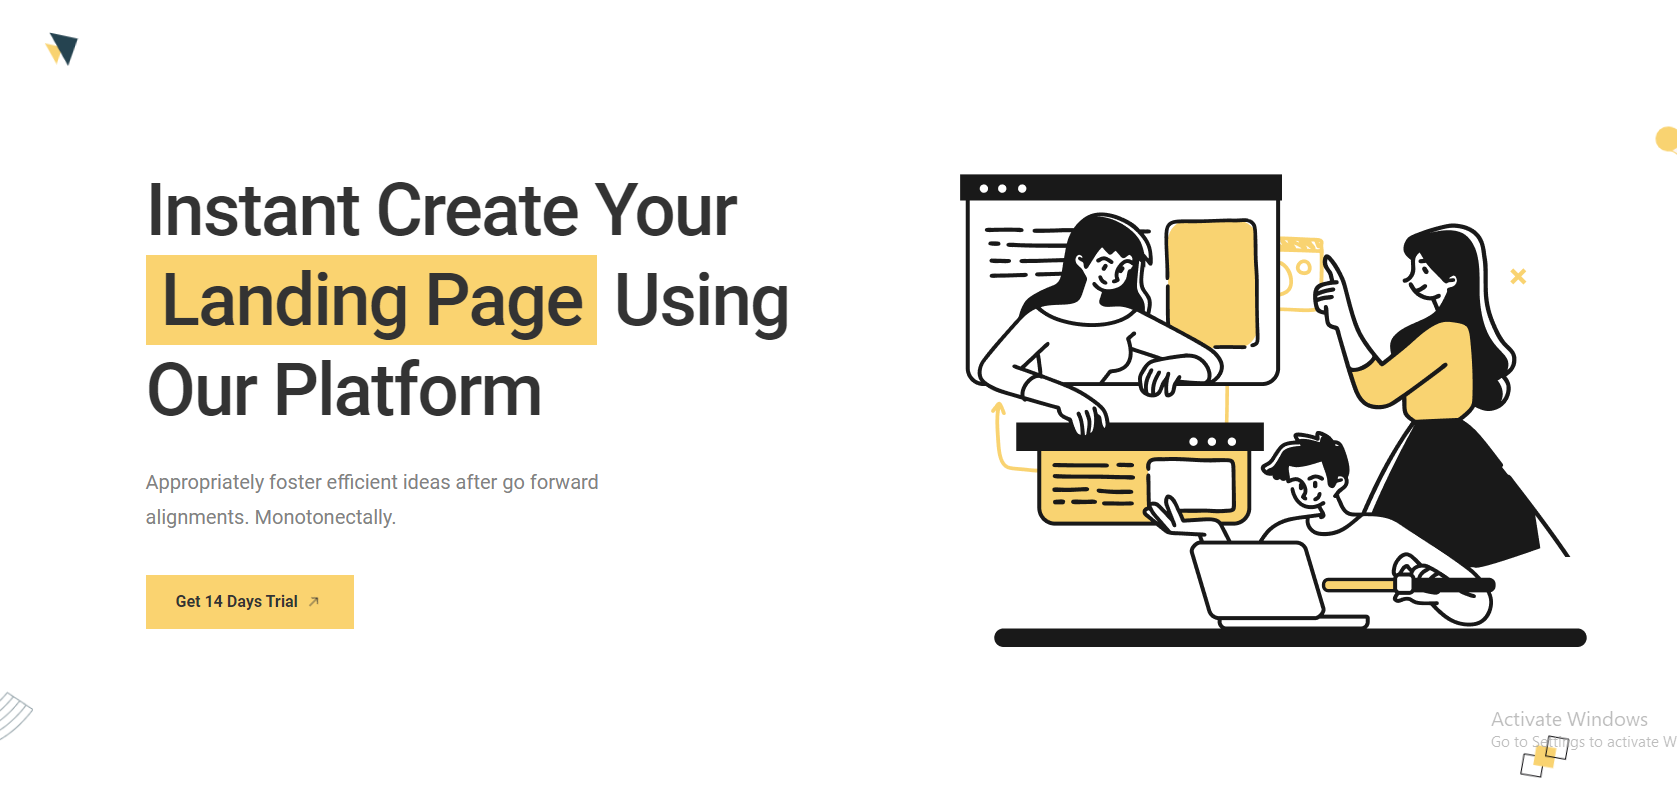 Instant Create Your
Landing Page Using
Our Platform
Appropriately foster efficient ideas after go forward
alignments. Monotonectally.
Get 14 Days Trial
Activate Windows
Go to Settings to activate W